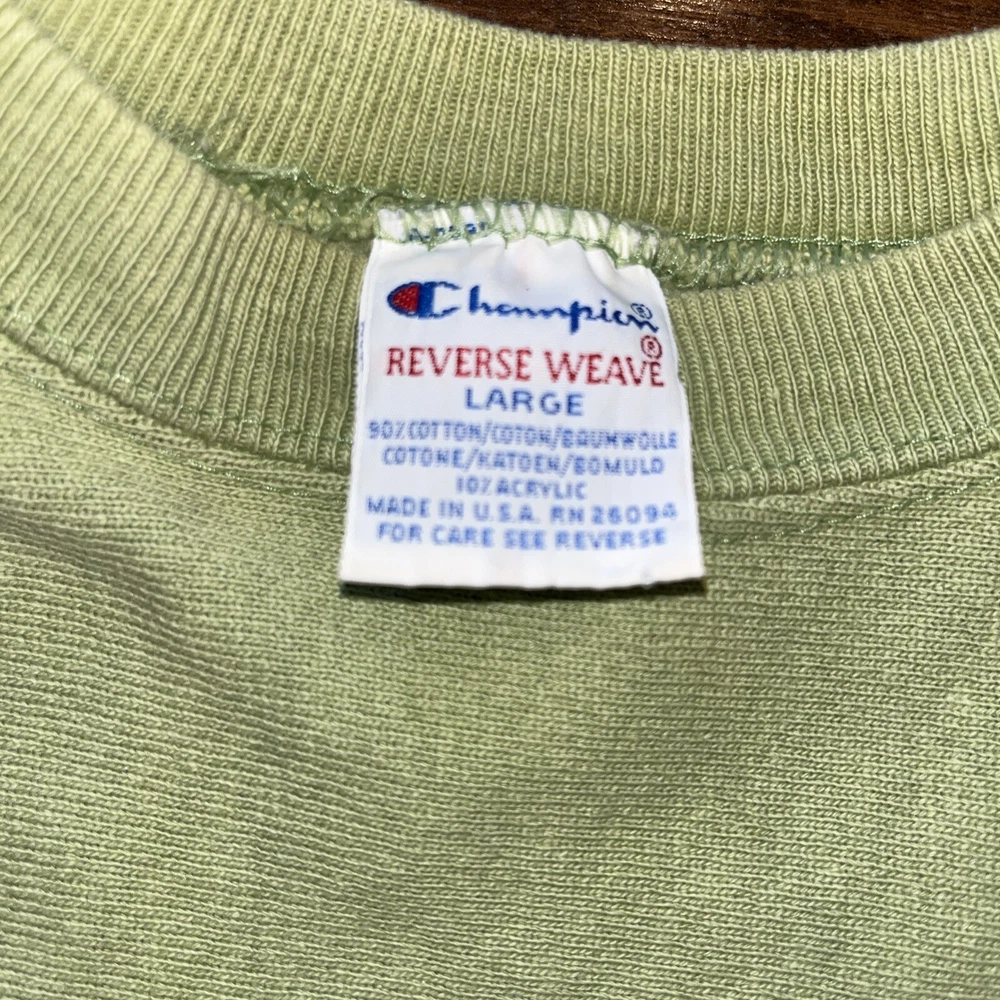 Champion®
REVERSE WEAVE®
LARGE
90% COTTON/COTON/BAUMWOLLE
COTONE/KATOEN/BOMULD
10% ACRYLIC
MADE IN U.S.A. RN 26094
FOR CARE SEE REVERSE